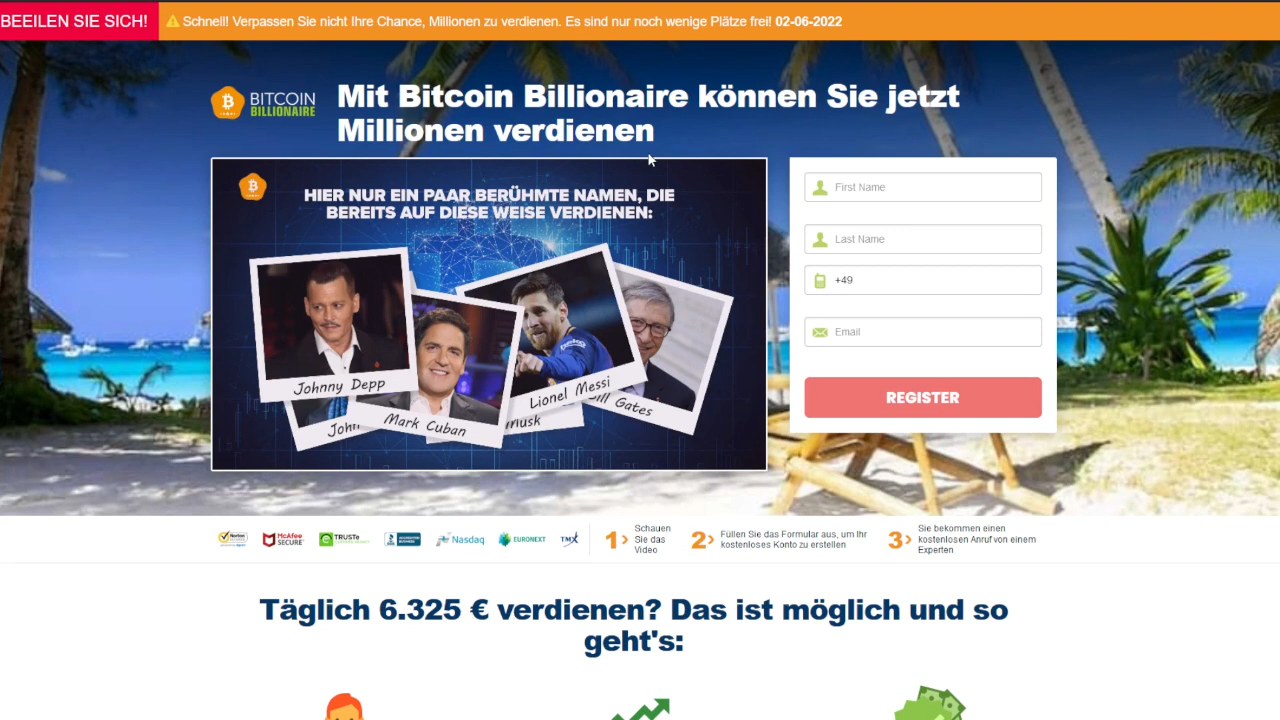 BEEILEN SIE SICH!
Schnell! Verpassen Sie nicht Ihre Chance, Millionen zu verdienen. Es sind nur noch wenige Plätze frei! 02-06-2022
BITCOIN
BILLIONAIRE
Mit Bitcoin Billionaire können Sie jetzt
Millionen verdienen
HIER NUR EIN PAAR BERÜHMTE NAMEN, DIE
BEREITS AUF DIESE WEISE VERDIENEN:
Johnny Depp
John
Mark Cuban
Musk
Lionel Messi
Bill Gates
First Name
Last Name
+49
Email
REGISTER
Norton
McAfee
SECURE
TRUSTe
ACCREDITED
BUSINESS
Nasdaq
EURONEXT
TMX
1
Schauen
Sie das
Video
2
Füllen Sie das Formular aus, um Ihr
kostenloses Konto zu erstellen
3
Sie bekommen einen
kostenlosen Anruf von einem
Experten
Täglich 6.325 € verdienen? Das ist möglich und so
geht's: